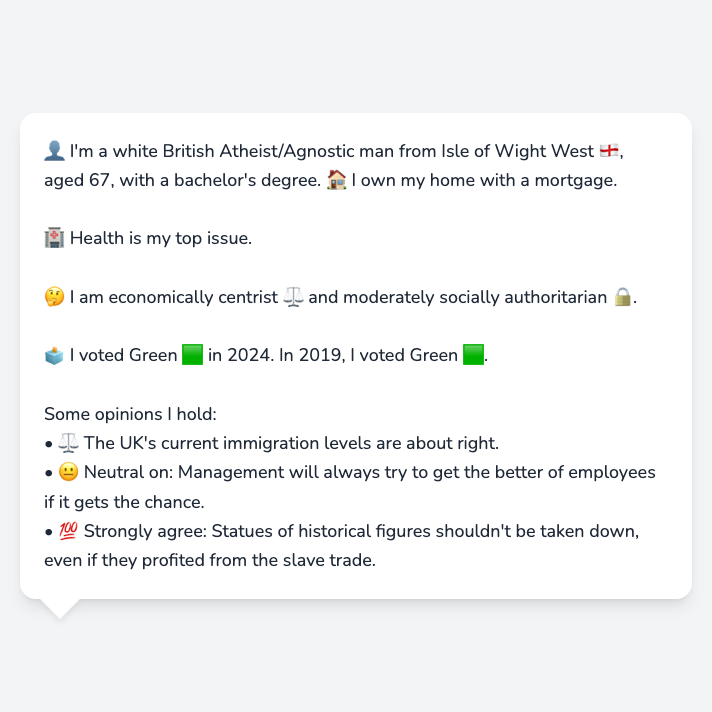 👤 I'm a white British Atheist/Agnostic man from Isle of Wight West 🏴󠁧󠁢󠁥󠁮󠁧󠁿,
aged 67, with a bachelor's degree. 🏠 I own my home with a mortgage.
🏥 Health is my top issue.
🤔 I am economically centrist ⚖️ and moderately socially authoritarian 🔒.
🗳️ I voted Green 🟩 in 2024. In 2019, I voted Green 🟩.
Some opinions I hold:
• ⚖️ The UK's current immigration levels are about right.
• 😐 Neutral on: Management will always try to get the better of employees
if it gets the chance.
• 💯 Strongly agree: Statues of historical figures shouldn't be taken down,
even if they profited from the slave trade.